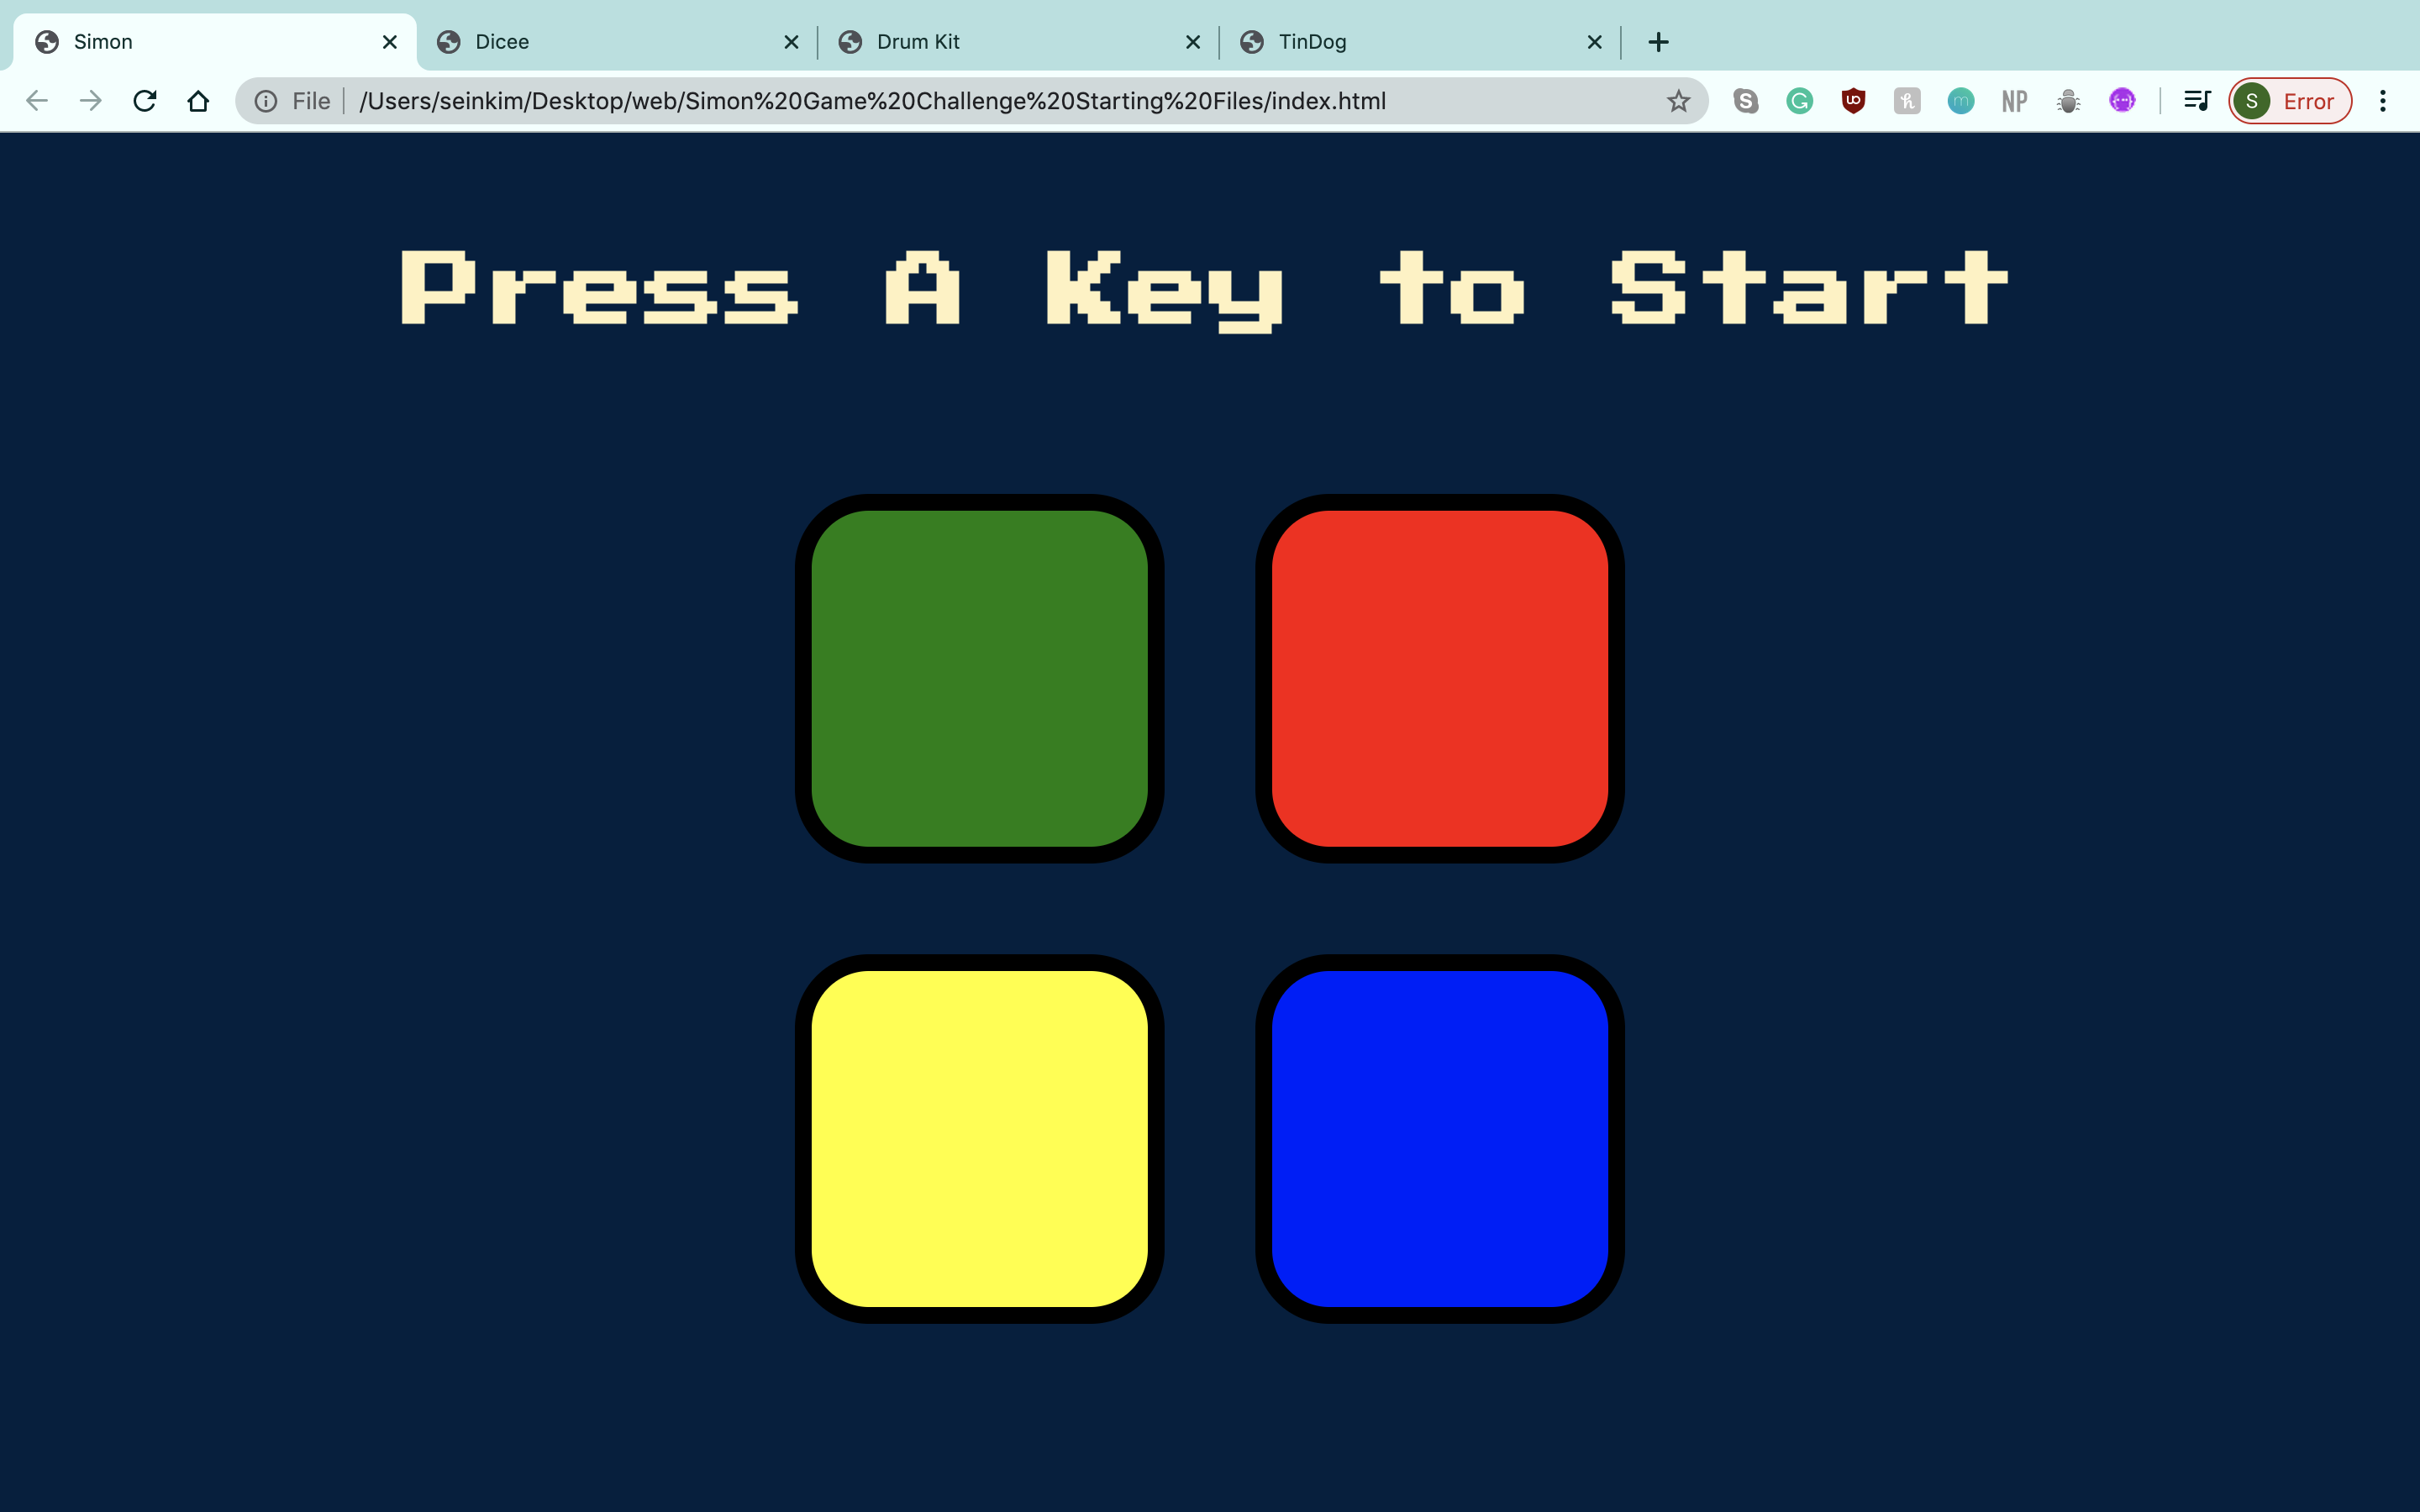 Simon
Dicee
Drum Kit
TinDog
File
/Users/seinkim/Desktop/web/Simon%20Game%20Challenge%20Starting%20Files/index.html
NP
S
Error
Press A Key to Start